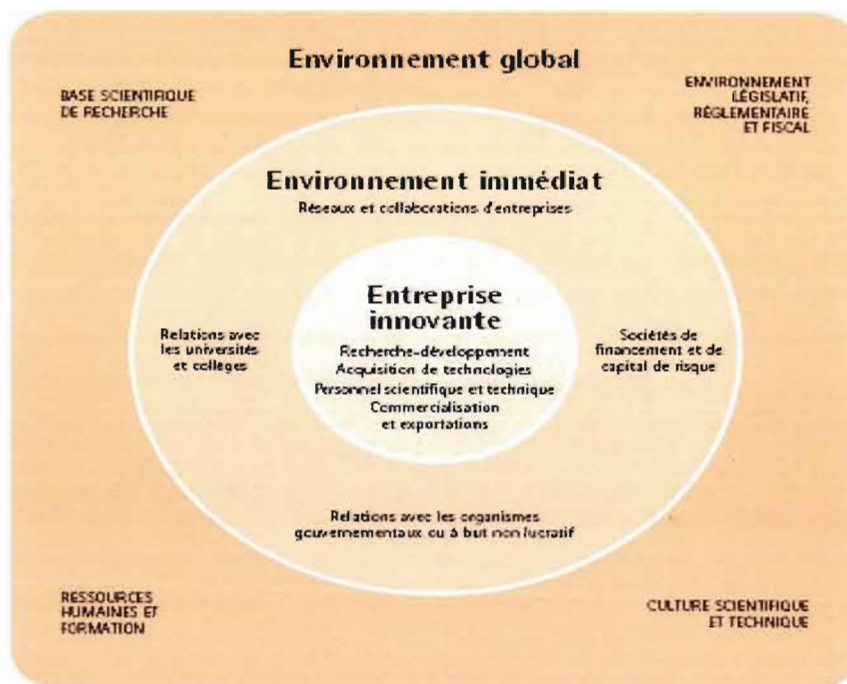 Environnement global
BASE SCIENTIFIQUE
DE RECHERCHE
ENVIRONNEMENT
LÉGISLATIF,
RÉGLEMENTAIRE
ET FISCAL
Environnement immédiat
Réseaux et collaborations d'entreprises
Entreprise
innovante
Recherche-développement
Acquisition de technologies
Personnel scientifique et technique
Commercialisation
et exportations
Relations avec
les universités
et collèges
Sociétés de
financement et de
capital de risque
Relations avec les organismes
gouvernementaux ou à but non lucratif
RESSOURCES
HUMAINES ET
FORMATION
CULTURE SCIENTIFIQUE
ET TECHNIQUE